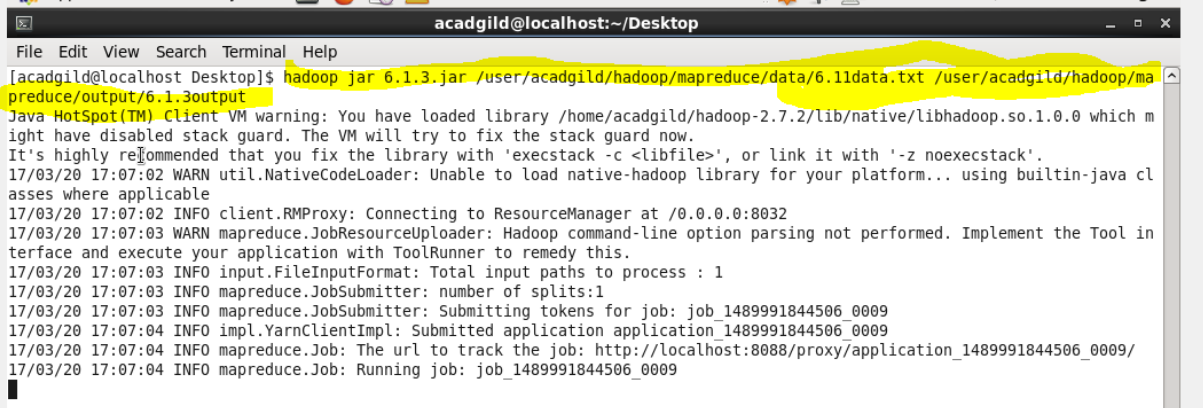 acadgild@localhost:~/Desktop
File Edit View Search Terminal Help
[acadgild@localhost Desktop]$ hadoop jar 6.1.3.jar /user/acadgild/hadoop/mapreduce/data/6.11data.txt /user/acadgild/hadoop/ma
preduce/output/6.1.3output
Java HotSpot(TM) Client VM warning: You have loaded library /home/acadgild/hadoop-2.7.2/lib/native/libhadoop.so.1.0.0 which m
ight have disabled stack guard. The VM will try to fix the stack guard now.
It's highly recommended that you fix the library with 'execstack -c <libfile>', or link it with '-z noexecstack'.
17/03/20 17:07:02 WARN util.NativeCodeLoader: Unable to load native-hadoop library for your platform... using builtin-java cl
asses where applicable
17/03/20 17:07:02 INFO client.RMProxy: Connecting to ResourceManager at /0.0.0.0:8032
17/03/20 17:07:03 WARN mapreduce.JobResourceUploader: Hadoop command-line option parsing not performed. Implement the Tool in
terface and execute your application with ToolRunner to remedy this.
17/03/20 17:07:03 INFO input.FileInputFormat: Total input paths to process : 1
17/03/20 17:07:03 INFO mapreduce.JobSubmitter: number of splits:1
17/03/20 17:07:03 INFO mapreduce.JobSubmitter: Submitting tokens for job: job_1489991844506_0009
17/03/20 17:07:04 INFO impl.YarnClientImpl: Submitted application application_1489991844506_0009
17/03/20 17:07:04 INFO mapreduce.Job: The url to track the job: http://localhost:8088/proxy/application_1489991844506_0009/
17/03/20 17:07:04 INFO mapreduce.Job: Running job: job_1489991844506_0009